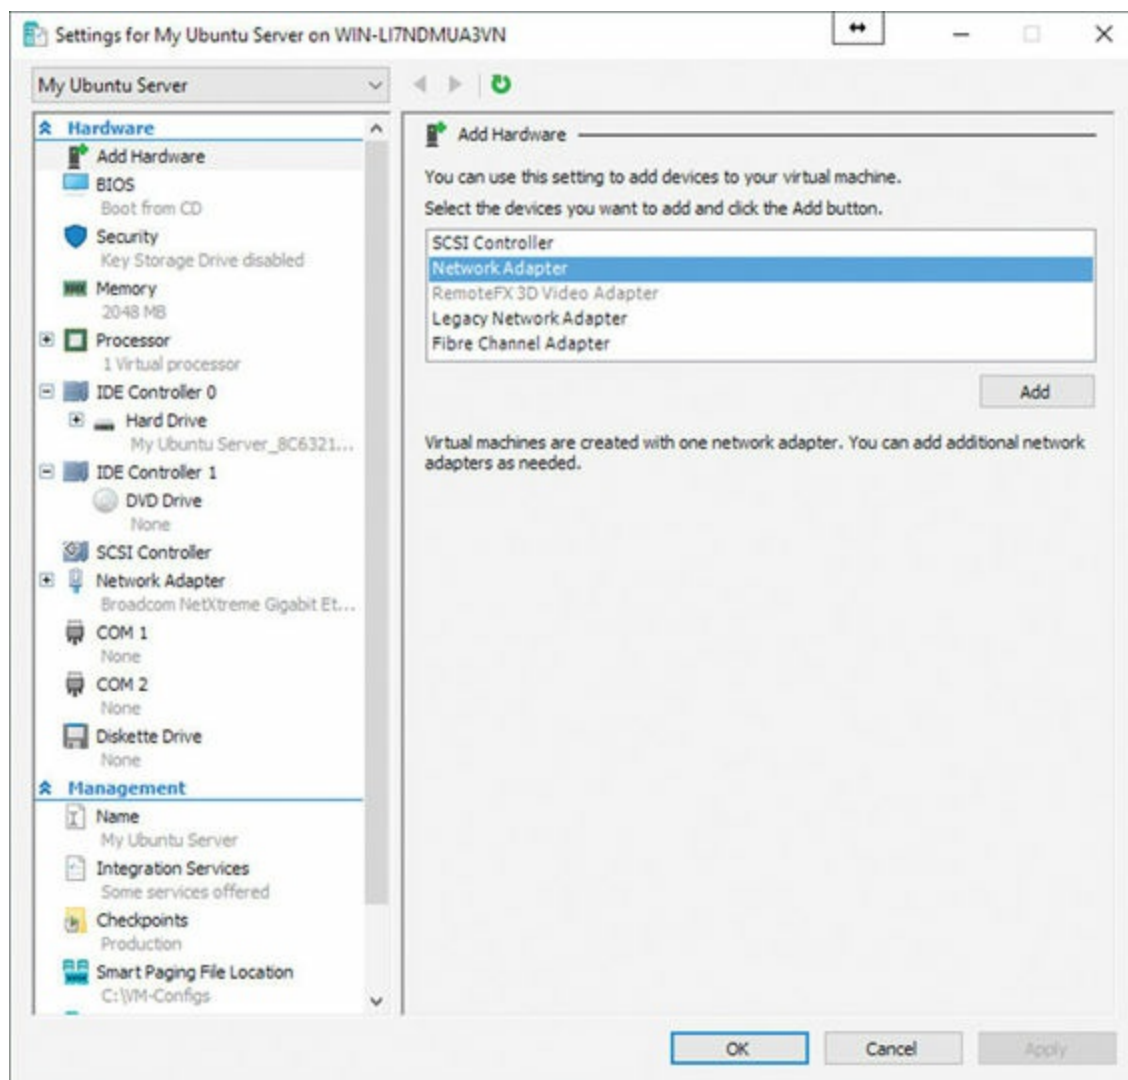 Settings for My Ubuntu Server on WIN-LI7NDMUA3VN
My Ubuntu Server
Hardware
Add Hardware
BIOS
Boot from CD
Security
Key Storage Drive disabled
Memory
2048 MB
Processor
1 Virtual processor
IDE Controller 0
Hard Drive
My Ubuntu Server_8C6321...
IDE Controller 1
DVD Drive
None
SCSI Controller
Network Adapter
Broadcom NetXtreme Gigabit Et...
COM 1
None
COM 2
None
Diskette Drive
None
Management
Name
My Ubuntu Server
Integration Services
Some services offered
Checkpoints
Production
Smart Paging File Location
C:\VM-Configs
Add Hardware
You can use this setting to add devices to your virtual machine.
Select the devices you want to add and click the Add button.
SCSI Controller
Network Adapter
RemoteFX 3D Video Adapter
Legacy Network Adapter
Fibre Channel Adapter
Add
Virtual machines are created with one network adapter. You can add additional network
adapters as needed.
OK
Cancel
Apply